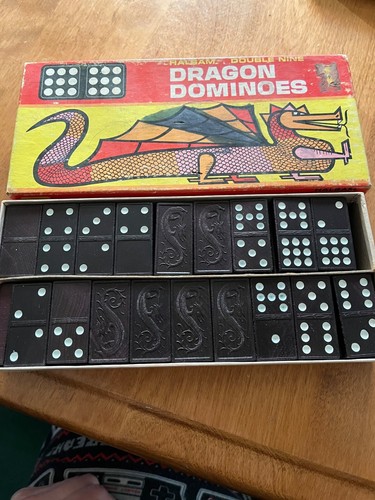 HALSAM DOUBLE NINE
DRAGON
DOMINOES